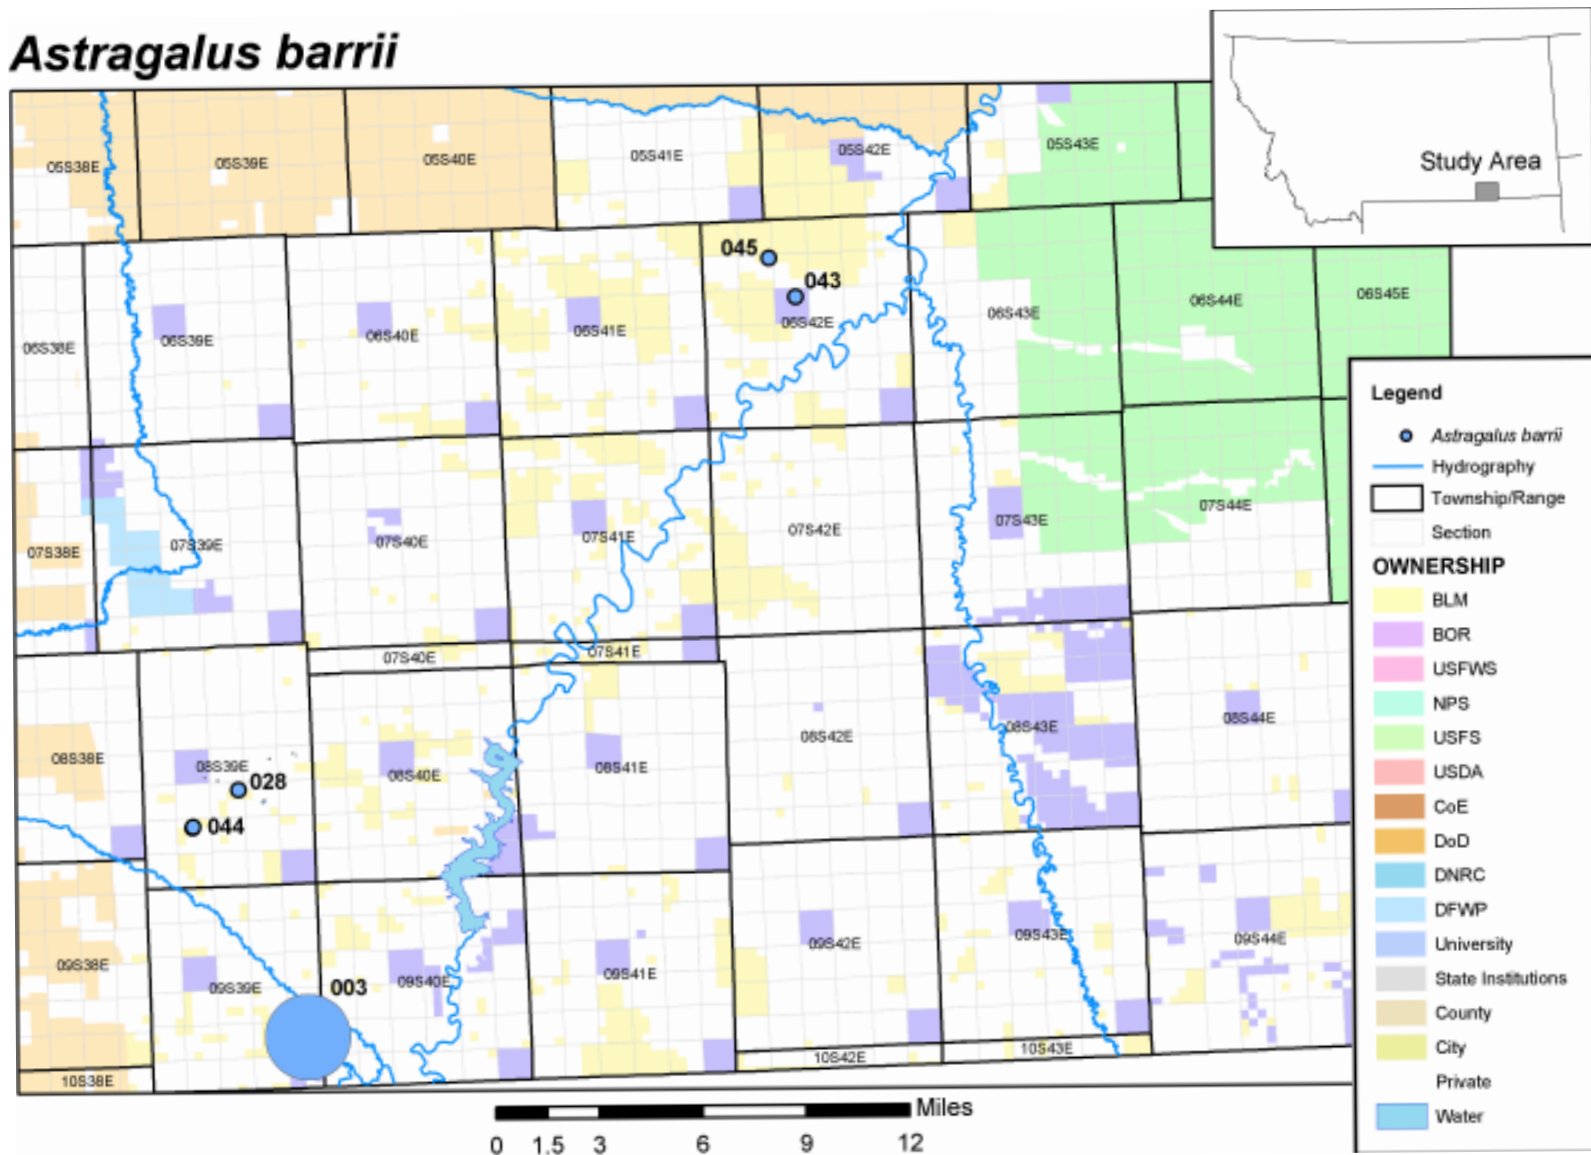 Astragalus barrii
Study Area
05S38E
05S39E
05S40E
05S41E
05S42E
05S43E
045
043
06S38E
06S39E
06S40E
06S41E
06S42E
06S43E
06S44E
06S45E
07S38E
07S39E
07S40E
07S41E
07S42E
07S43E
07S44E
07S40E
07S41E
08S38E
08S39E
08S40E
08S41E
08S42E
08S43E
08S44E
028
044
09S38E
09S39E
09S40E
09S41E
09S42E
09S43E
09S44E
003
10S38E
10S42E
10S43E
Miles
0 1.5 3 6 9 12
Legend
Astragalus barrii
Hydrography
Township/Range
Section
OWNERSHIP
BLM
BOR
USFWS
NPS
USFS
USDA
CoE
DoD
DNRC
DFWP
University
State Institutions
County
City
Private
Water